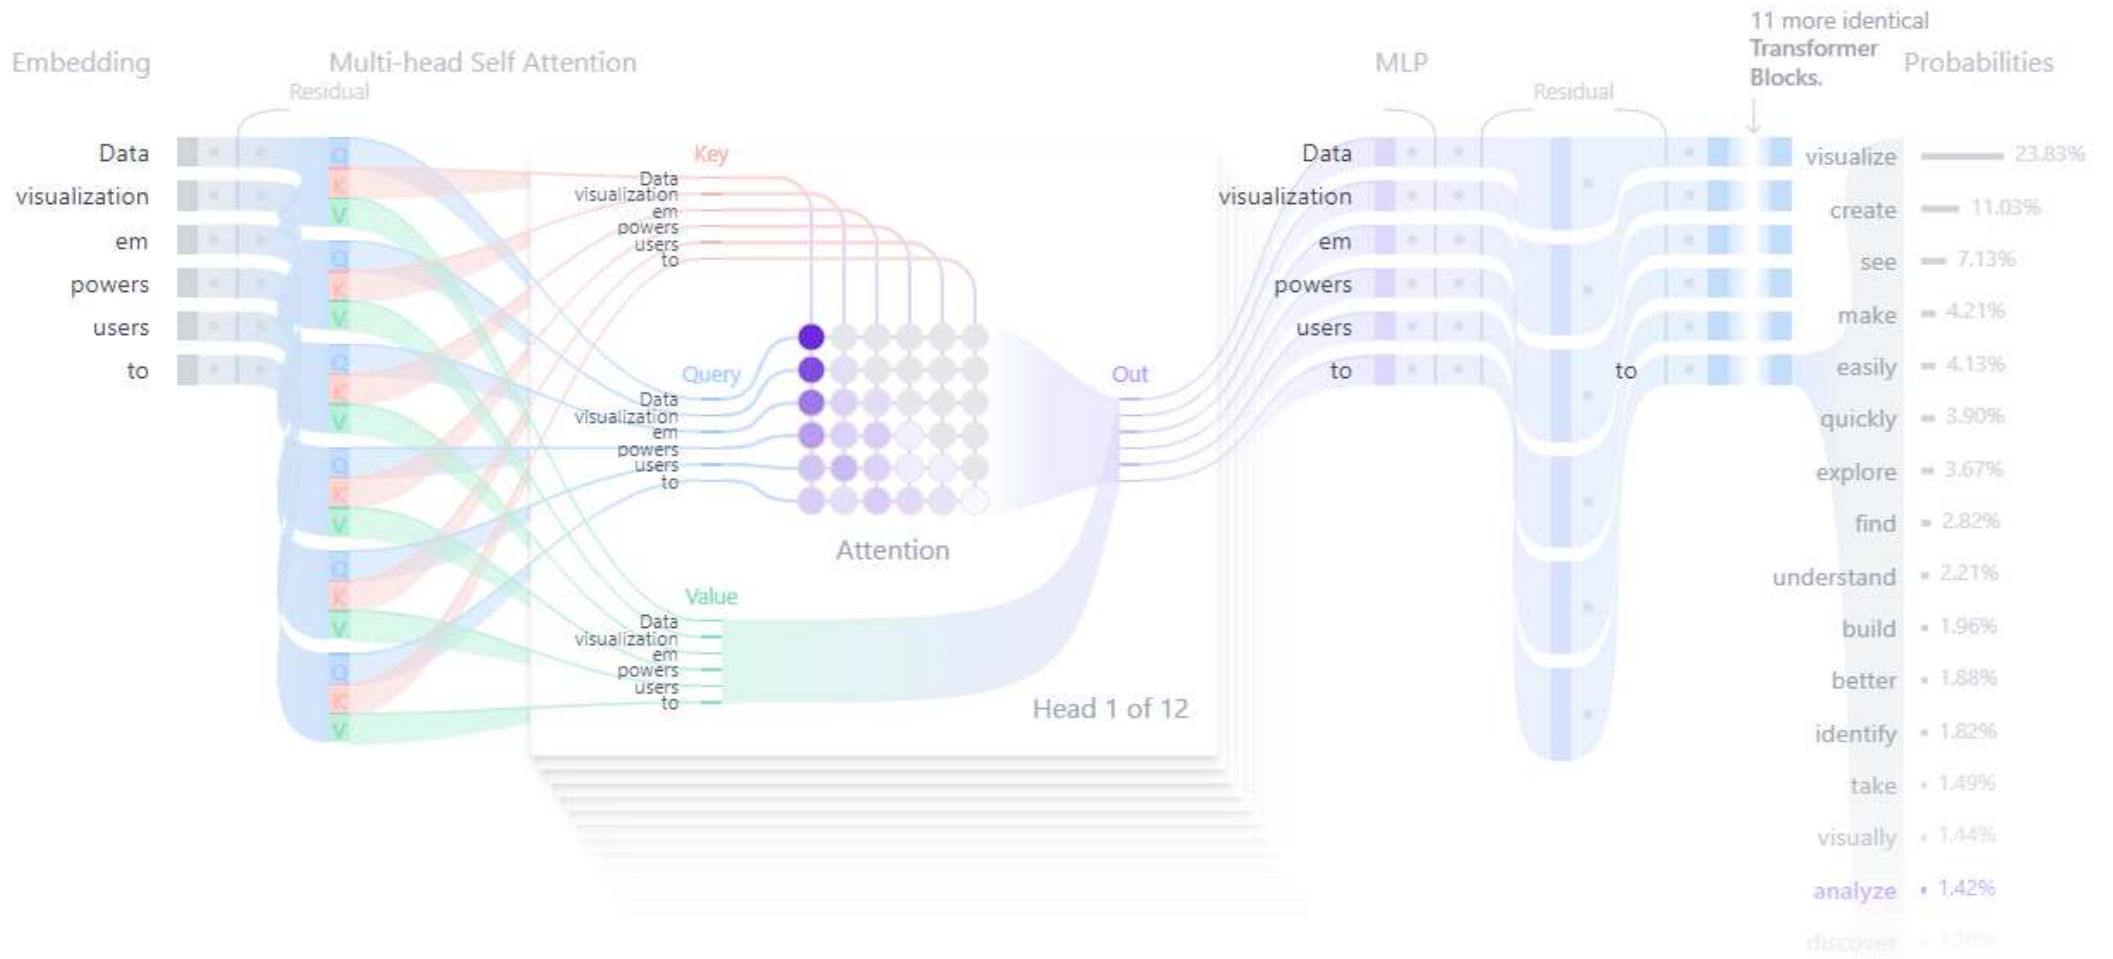 Embedding
Multi-head Self Attention
MLP
11 more identical
Transformer
Blocks.
Probabilities
Residual
Residual
Data
visualization
em
powers
users
to
Q
K
V
Q
K
V
Q
K
V
Q
K
V
Q
K
V
Q
K
V
Key
Data
visualization
em
powers
users
to
Query
Data
visualization
em
powers
users
to
Attention
Value
Data
visualization
em
powers
users
to
Out
Head 1 of 12
Data
visualization
em
powers
users
to
to
visualize 23.83%
create 11.03%
see 7.13%
make 4.21%
easily 4.13%
quickly 3.90%
explore 3.67%
find 2.82%
understand 2.21%
build 1.96%
better 1.88%
identify 1.82%
take 1.49%
visually 1.44%
analyze 1.42%
discover